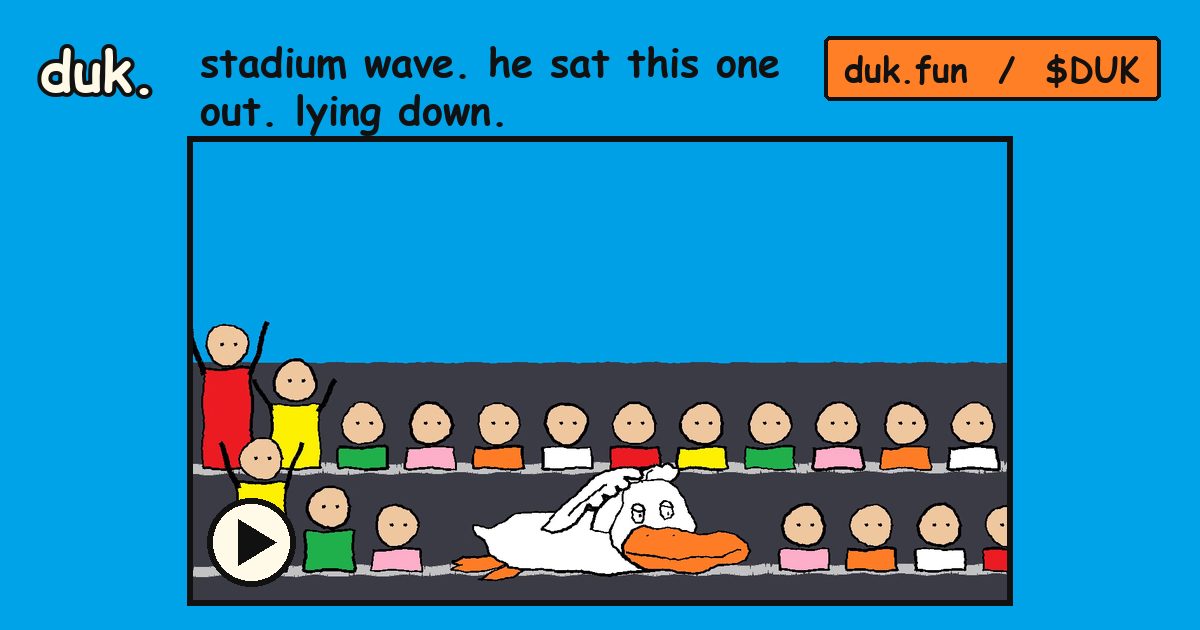 duk.
stadium wave. he sat this one
out. lying down.
duk.fun / $DUK